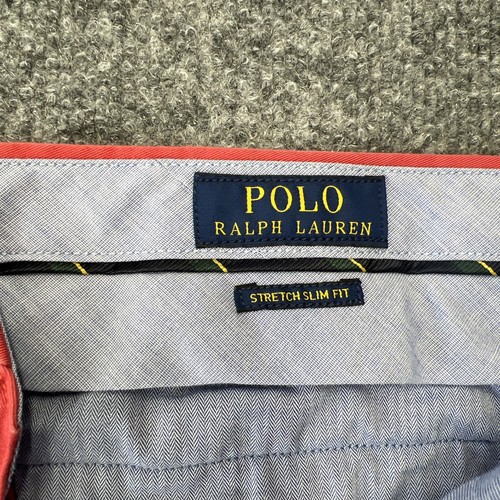 POLO
RALPH LAUREN
STRETCH SLIM FIT